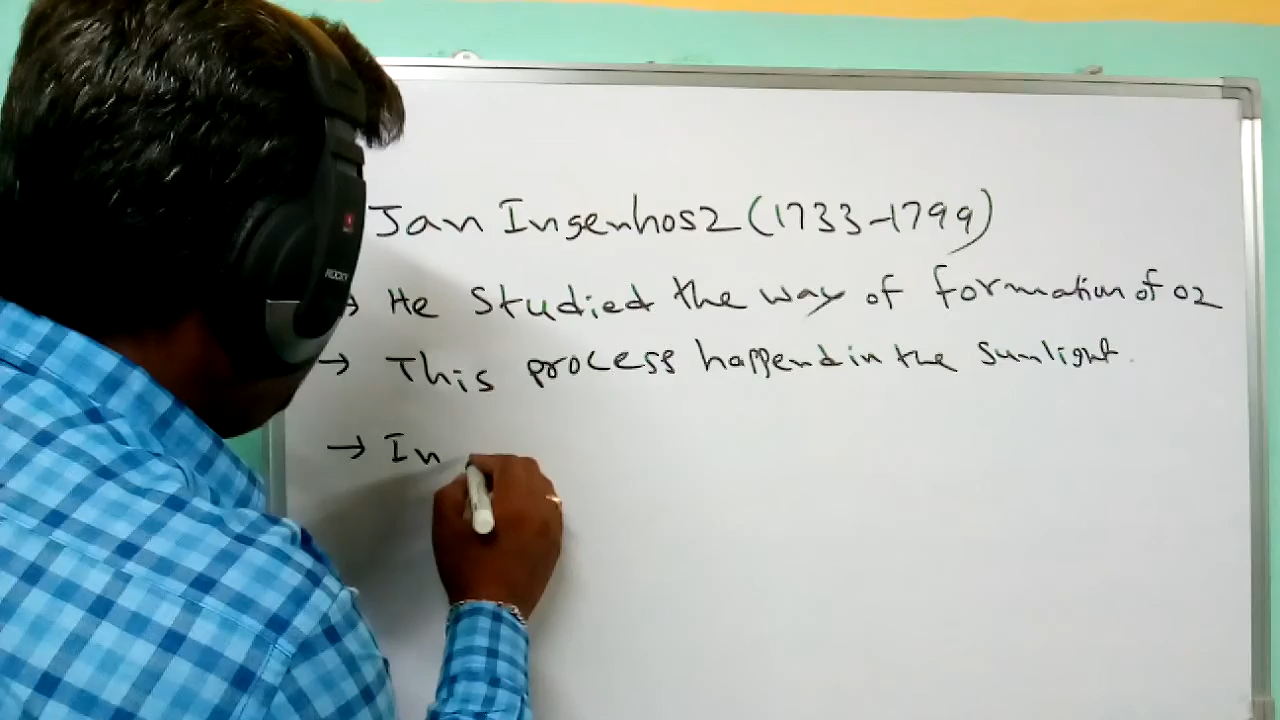 Jan Ingenhosz (1733-1799)
→ He Studied the way of formation of O2
→ This process happend in the Sunlight.
→ In